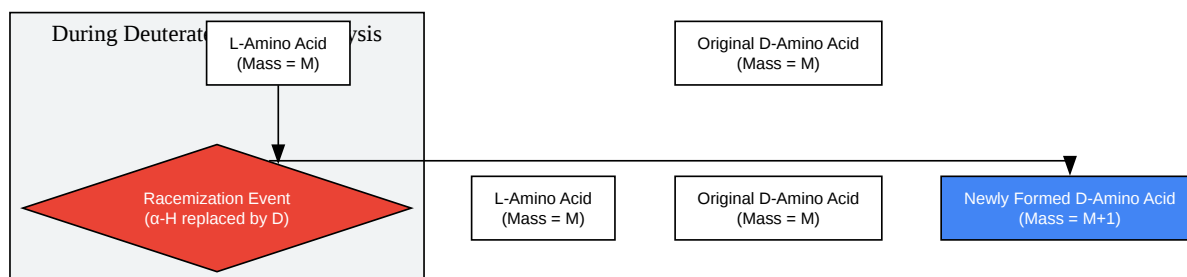 During Deuterate ysis
L-Amino Acid
(Mass = M)
Original D-Amino Acid
(Mass = M)
Racemization Event
(α-H replaced by D)
L-Amino Acid
(Mass = M)
Original D-Amino Acid
(Mass = M)
Newly Formed D-Amino Acid
(Mass = M+1)